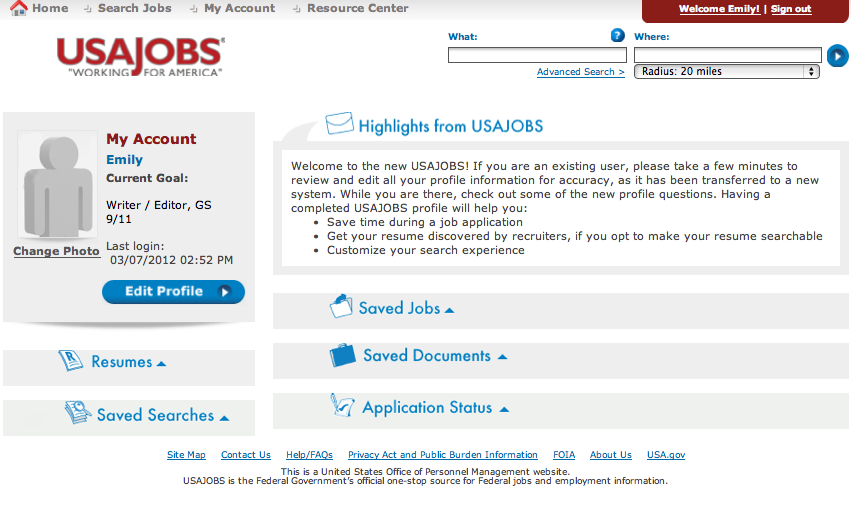 Home Search Jobs My Account Resource Center
Welcome Emily! | Sign out
USAJOBS®
"WORKING FOR AMERICA"
What: ? Where:
Radius: 20 miles
Advanced Search >
My Account
Emily
Current Goal:
Writer / Editor, GS
9/11
Change Photo
Last login:
03/07/2012 02:52 PM
Edit Profile
Resumes
Saved Searches
Highlights from USAJOBS
Welcome to the new USAJOBS! If you are an existing user, please take a few minutes to
review and edit all your profile information for accuracy, as it has been transferred to a new
system. While you are there, check out some of the new profile questions. Having a
completed USAJOBS profile will help you:
• Save time during a job application
• Get your resume discovered by recruiters, if you opt to make your resume searchable
• Customize your search experience
Saved Jobs
Saved Documents
Application Status
Site Map Contact Us Help/FAQs Privacy Act and Public Burden Information FOIA About Us USA.gov
This is a United States Office of Personnel Management website.
USAJOBS is the Federal Government's official one-stop source for Federal jobs and employment information.